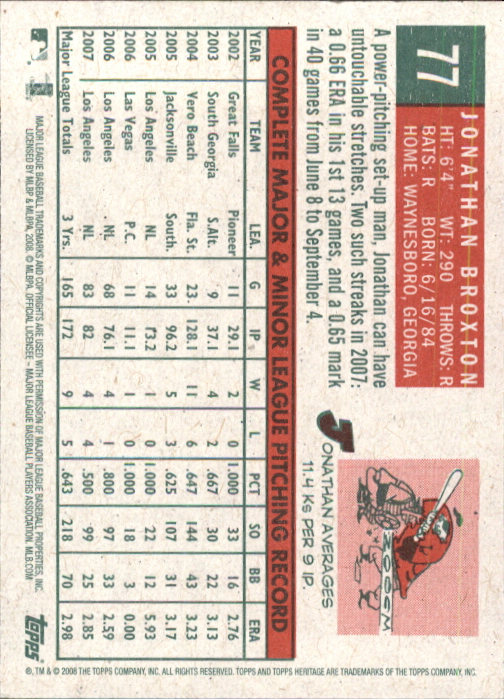 77
JONATHAN BROXTON
HT: 6'4" WT: 290 THROWS: R
BATS: R BORN: 6/16/84
HOME: WAYNESBORO, GEORGIA
A power-pitching set-up man, Jonathan can have
untouchable stretches: Two such streaks in 2007:
a 0.66 ERA in his 1st 13 games, and a 0.65 mark
in 40 games from June 8 to September 4.
ZOOOM
JONATHAN AVERAGES
11.4 Ks PER 9 IP.
COMPLETE MAJOR & MINOR LEAGUE PITCHING RECORD
YEAR TEAM LEA. G IP W L PCT SO BB ERA
2002 Great Falls Pioneer 11 29.1 2 0 1.000 33 16 2.76
2003 South Georgia S.Alt. 9 37.1 4 2 .667 30 22 3.13
2004 Vero Beach Fla. St. 23. 128.1 11 6 .647 144 43 3.23
2005 Jacksonville South. 33 96.2 5 3 .625 107 31 3.17
2005 Los Angeles NL 14 13.2 1 0 1.000 22 12 5.93
2006 Las Vegas P.C. 11 11.1 1 0 1.000 18 3 0.00
2006 Los Angeles NL 68 76.1 4 1 .800 97 33 2.59
2007 Los Angeles NL 83 82 4 4 .500 99 25 2.85
Major League Totals 3 Yrs. 165 172 9 5 .643 218 70 2.98
MAJOR LEAGUE BASEBALL TRADEMARKS AND COPYRIGHTS ARE USED WITH PERMISSION OF MAJOR LEAGUE BASEBALL PROPERTIES, INC.
LICENSED BY MLBP & MLBPA, 2008. © MLBPA, OFFICIAL LICENSEE - MAJOR LEAGUE BASEBALL PLAYERS ASSOCIATION. MLB.COM
topps
®, TM & © 2008 THE TOPPS COMPANY, INC. ALL RIGHTS RESERVED. TOPPS AND TOPPS HERITAGE ARE TRADEMARKS OF THE TOPPS COMPANY, INC.